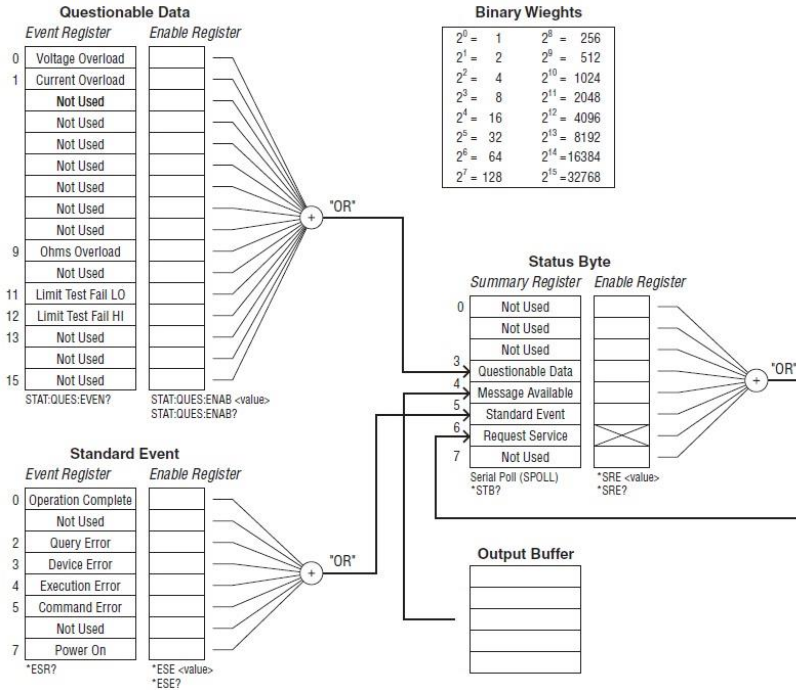 Questionable Data
Event Register Enable Register
0 Voltage Overload
1 Current Overload
Not Used
Not Used
Not Used
Not Used
Not Used
Not Used
Not Used
9 Ohms Overload
Not Used
11 Limit Test Fail LO
12 Limit Test Fail HI
13 Not Used
Not Used
15 Not Used
STAT:QUES:EVEN? STAT:QUES:ENAB <value>
STAT:QUES:ENAB?
+
"OR"
Binary Wieghts
2⁰ = 1 2⁸ = 256
2¹ = 2 2⁹ = 512
2² = 4 2¹⁰ = 1024
2³ = 8 2¹¹ = 2048
2⁴ = 16 2¹² = 4096
2⁵ = 32 2¹³ = 8192
2⁶ = 64 2¹⁴ = 16384
2⁷ = 128 2¹⁵ = 32768
Status Byte
Summary Register Enable Register
0 Not Used
Not Used
Not Used
3 Questionable Data
4 Message Available
5 Standard Event
6 Request Service
7 Not Used
Serial Poll (SPOLL) *SRE <value>
*STB? *SRE?
+
"OR"
Standard Event
Event Register Enable Register
0 Operation Complete
Not Used
2 Query Error
3 Device Error
4 Execution Error
5 Command Error
Not Used
7 Power On
*ESR? *ESE <value>
*ESE?
+
"OR"
Output Buffer